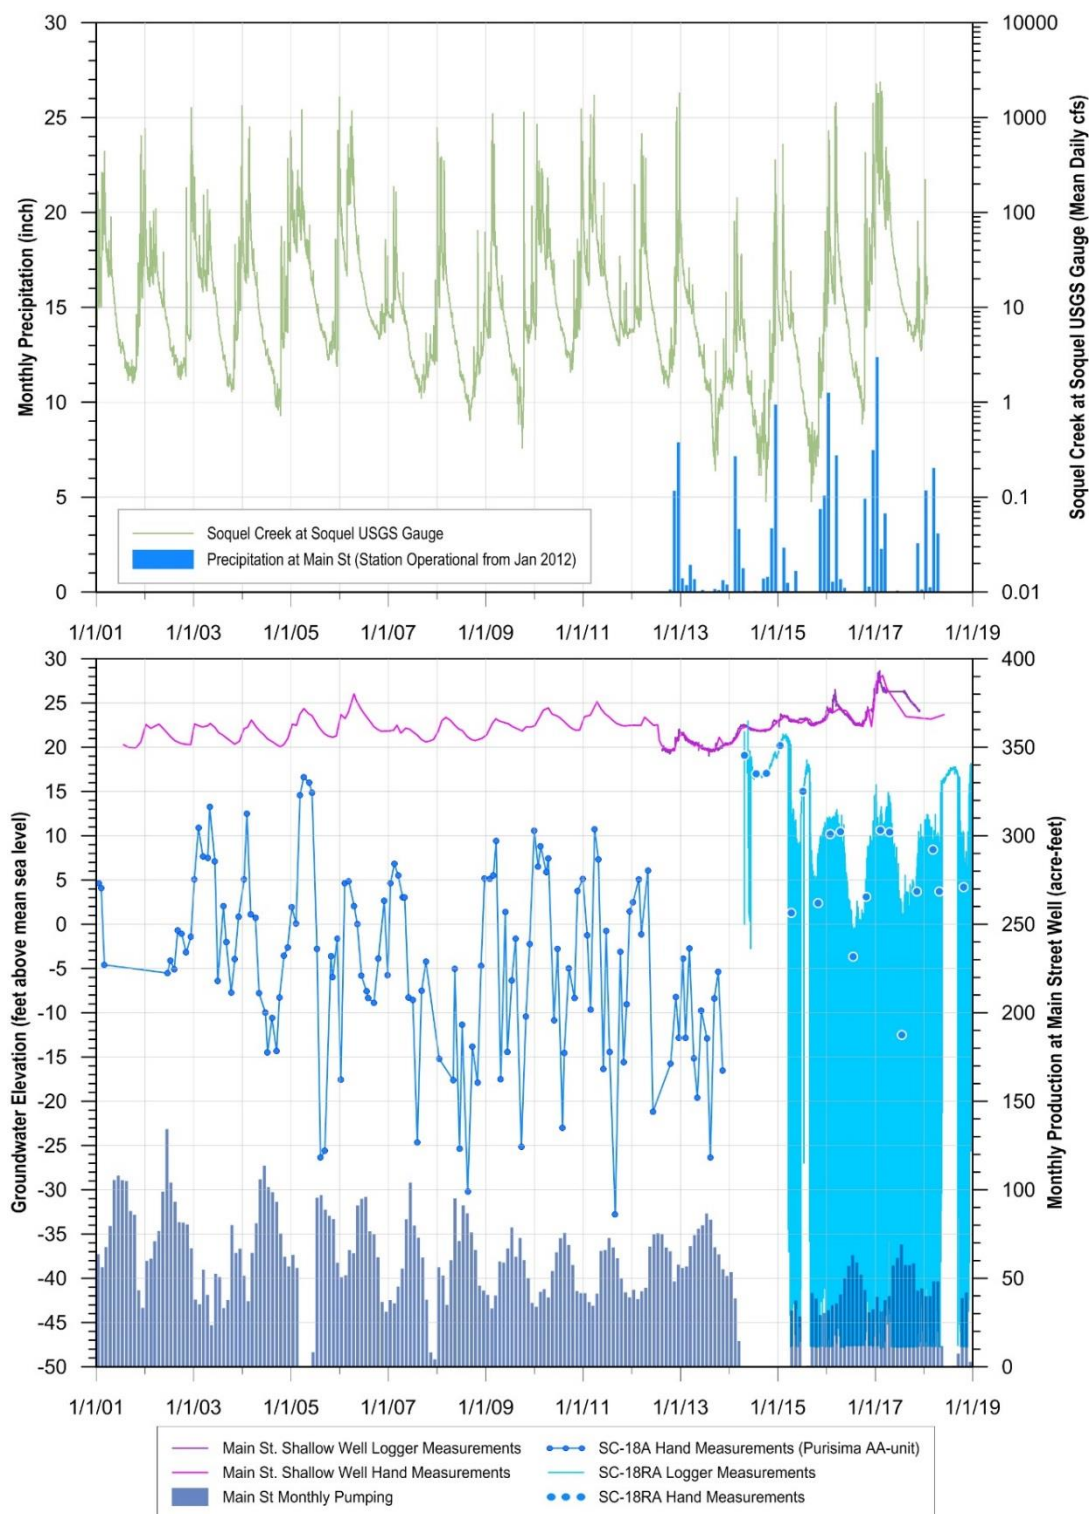 Monthly Precipitation (inch)
30
25
20
15
10
5
0
10000
1000
100
10
1
0.1
0.01
Soquel Creek at Soquel USGS Gauge (Mean Daily cfs)
Soquel Creek at Soquel USGS Gauge
Precipitation at Main St (Station Operational from Jan 2012)
1/1/01 1/1/03 1/1/05 1/1/07 1/1/09 1/1/11 1/1/13 1/1/15 1/1/17 1/1/19
Groundwater Elevation (feet above mean sea level)
30
25
20
15
10
5
0
-5
-10
-15
-20
-25
-30
-35
-40
-45
-50
400
350
300
250
200
150
100
50
0
Monthly Production at Main Street Well (acre-feet)
1/1/01 1/1/03 1/1/05 1/1/07 1/1/09 1/1/11 1/1/13 1/1/15 1/1/17 1/1/19
Main St. Shallow Well Logger Measurements
Main St. Shallow Well Hand Measurements
Main St Monthly Pumping
SC-18A Hand Measurements (Purisima AA-unit)
SC-18RA Logger Measurements
SC-18RA Hand Measurements